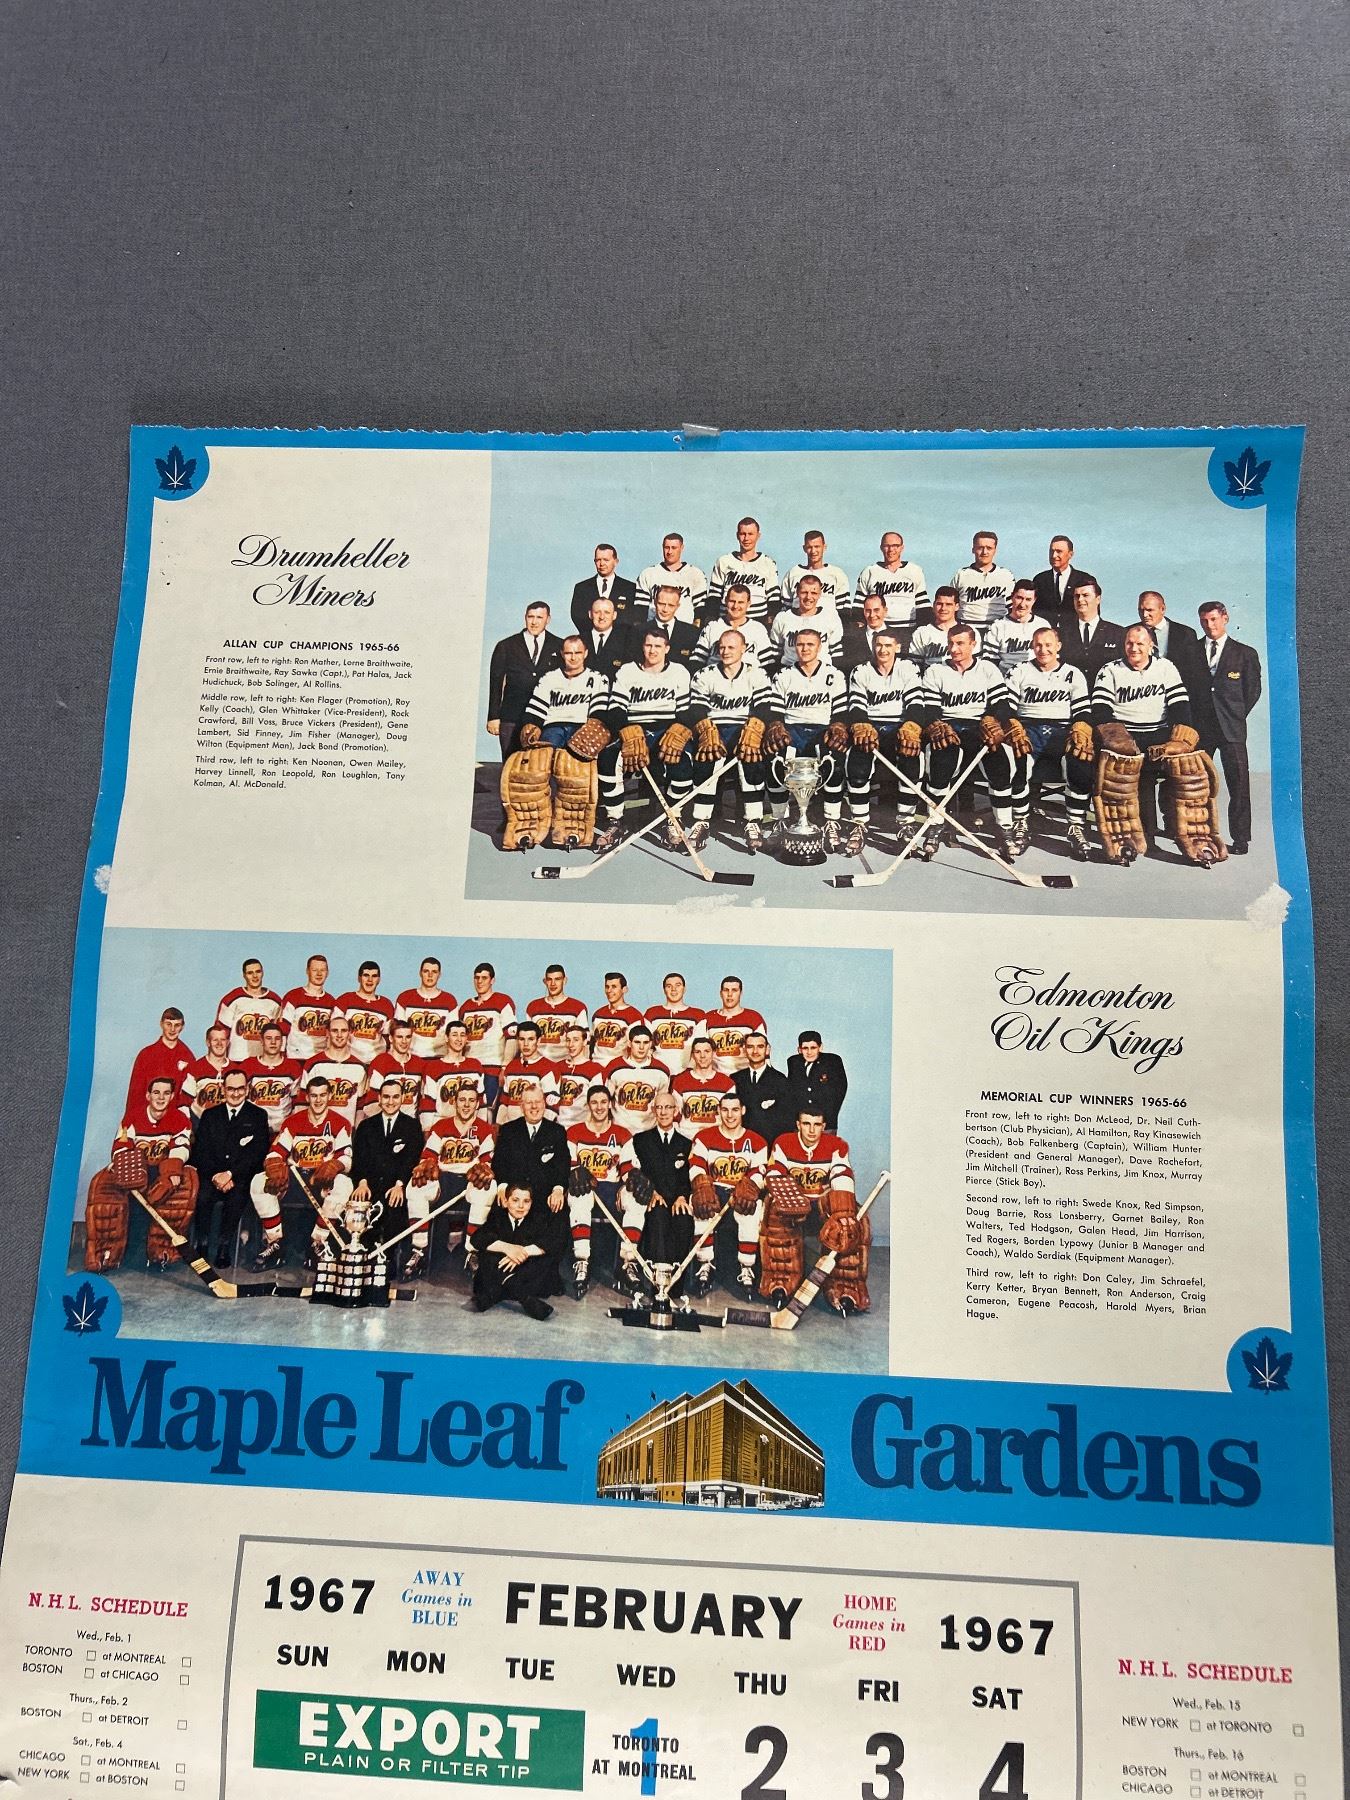 Drumheller
Miners
ALLAN CUP CHAMPIONS 1965-66
Front row, left to right: Ron Mather, Lorne Braithwaite,
Ernie Braithwaite, Ray Sawka (Capt.), Pat Halas, Jack
Hudichuck, Bob Solinger, Al Rollins.
Middle row, left to right: Ken Flager (Promotion), Roy
Kelly (Coach), Glen Whittaker (Vice-President), Rock
Crawford, Bill Voss, Bruce Vickers (President), Gene
Lambert, Sid Finney, Jim Fisher (Manager), Doug
Wilton (Equipment Man), Jack Bond (Promotion).
Third row, left to right: Ken Noonan, Owen Mailey,
Harvey Linnell, Ron Leopold, Ron Loughlon, Tony
Kolman, Al. McDonald.
Edmonton
Oil Kings
MEMORIAL CUP WINNERS 1965-66
Front row, left to right: Don McLeod, Dr. Neil Cuth-
bertson (Club Physician), Al Hamilton, Ray Kinasewich
(Coach), Bob Falkenberg (Captain), William Hunter
(President and General Manager), Dave Rochefort,
Jim Mitchell (Trainer), Ross Perkins, Jim Knox, Murray
Pierce (Stick Boy).
Second row, left to right: Swede Knox, Red Simpson,
Doug Barrie, Ross Lonsberry, Garnet Bailey, Ron
Walters, Ted Hodgson, Galen Head, Jim Harrison,
Ted Rogers, Borden Lypowy (Junior B Manager and
Coach), Waldo Serdiak (Equipment Manager).
Third row, left to right: Don Caley, Jim Schraefel,
Kerry Ketter, Bryan Bennett, Ron Anderson, Craig
Cameron, Eugene Peacosh, Harold Myers, Brian
Hague.
Maple Leaf Gardens
1967 AWAY Games in BLUE FEBRUARY HOME Games in RED 1967
SUN MON TUE WED THU FRI SAT
EXPORT
PLAIN OR FILTER TIP
1 TORONTO AT MONTREAL
2 3 4
N.H.L. SCHEDULE
Wed., Feb. 1
TORONTO at MONTREAL
BOSTON at CHICAGO
Thurs., Feb. 2
BOSTON at DETROIT
Sat., Feb. 4
CHICAGO at MONTREAL
NEW YORK at BOSTON
N.H.L. SCHEDULE
Wed., Feb. 15
NEW YORK at TORONTO
Thurs., Feb. 16
BOSTON at MONTREAL
CHICAGO at DETROIT